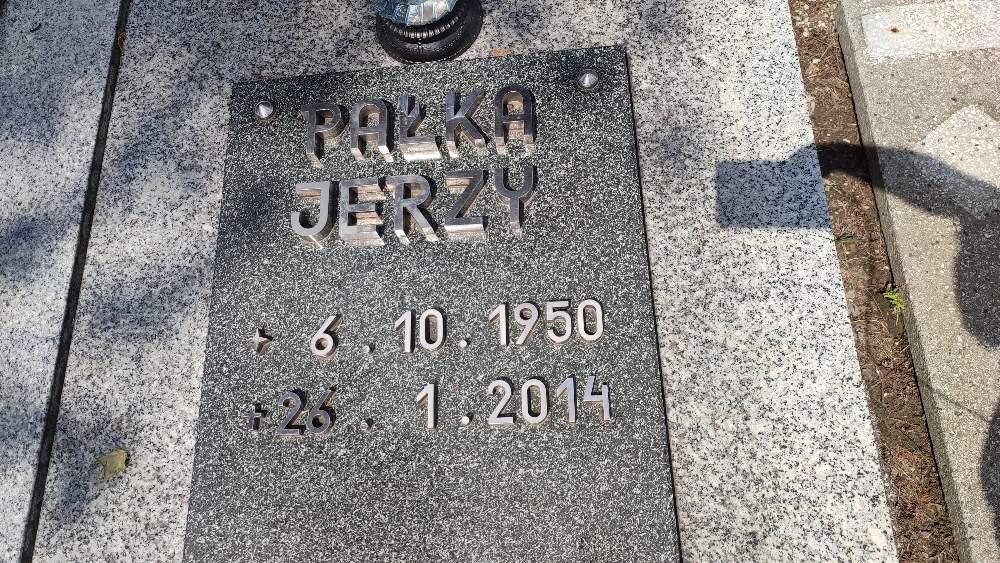 PAŁKA
JERZY
★ 6. 10. 1950
+ 26. 1. 2014